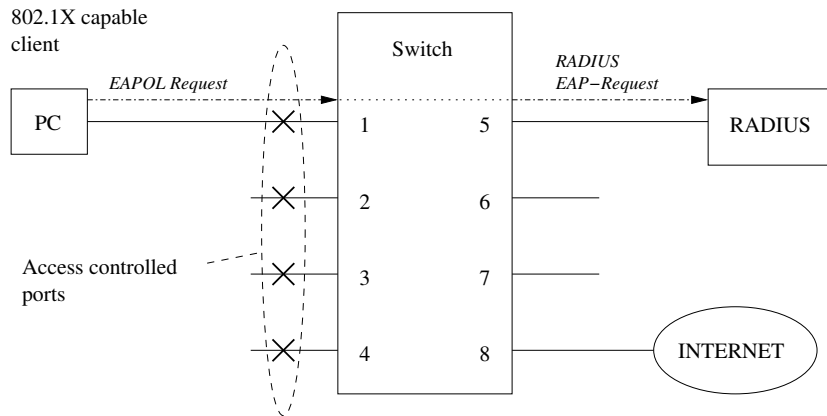 802.1X capable
client
Switch
RADIUS
EAP−Request
EAPOL Request
PC
1
5
RADIUS
2
6
Access controlled
ports
3
7
4
8
INTERNET